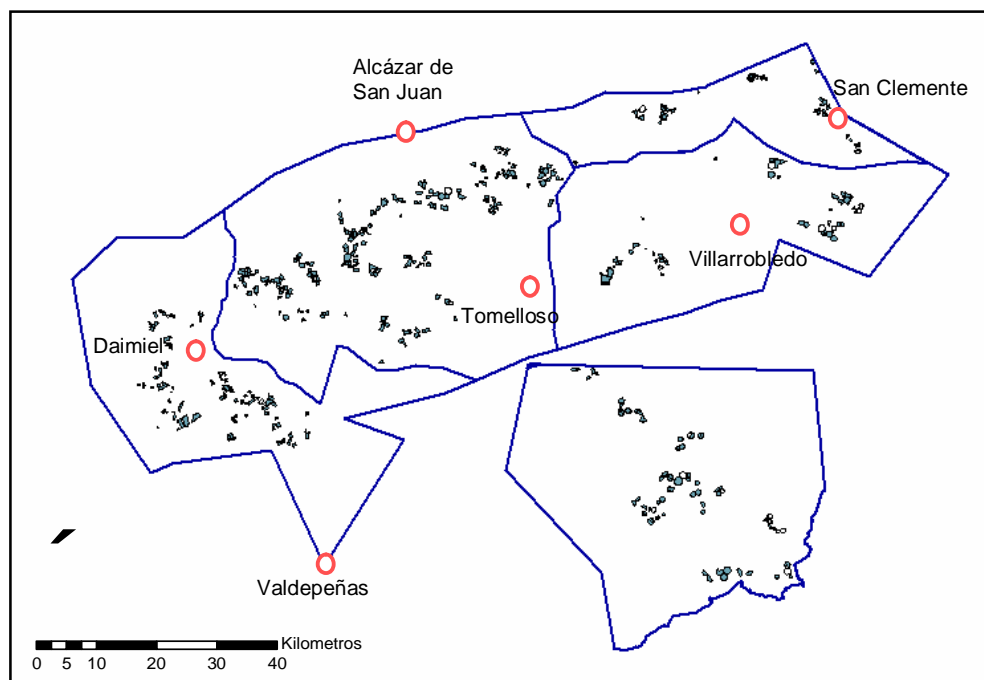 Alcázar de
San Juan
San Clemente
Villarrobledo
Tomelloso
Daimiel
Valdepeñas
Kilometros
0 5 10 20 30 40